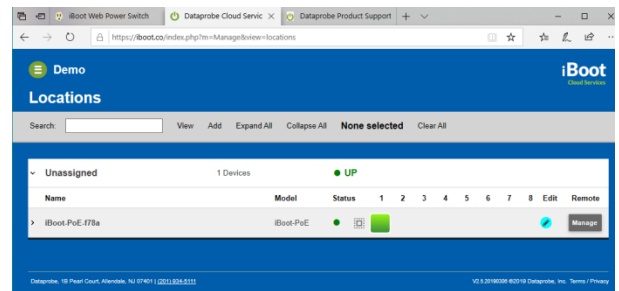 iBoot Web Power Switch
Dataprobe Cloud Servic
Dataprobe Product Support
https://iboot.co/index.php?m=Manage&view=locations
Demo
iBoot
Cloud Services
Locations
Search: View Add Expand All Collapse All None selected Clear All
Unassigned 1 Devices UP
Name Model Status 1 2 3 4 5 6 7 8 Edit Remote
iBoot-PoE-f78a iBoot-PoE Manage
Dataprobe, 1B Pearl Court, Allendale, NJ 07401 | (201) 934-5111 V2.5.20190306 ©2019 Dataprobe, Inc. Terms / Privacy